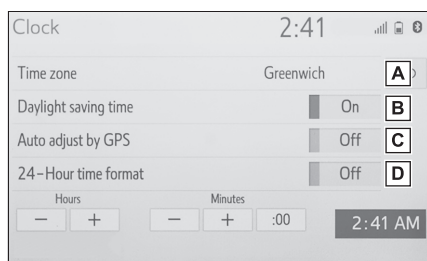 Clock 2:41
Time zone Greenwich A
Daylight saving time On B
Auto adjust by GPS Off C
24-Hour time format Off D
Hours Minutes
− + − + :00 2:41 AM